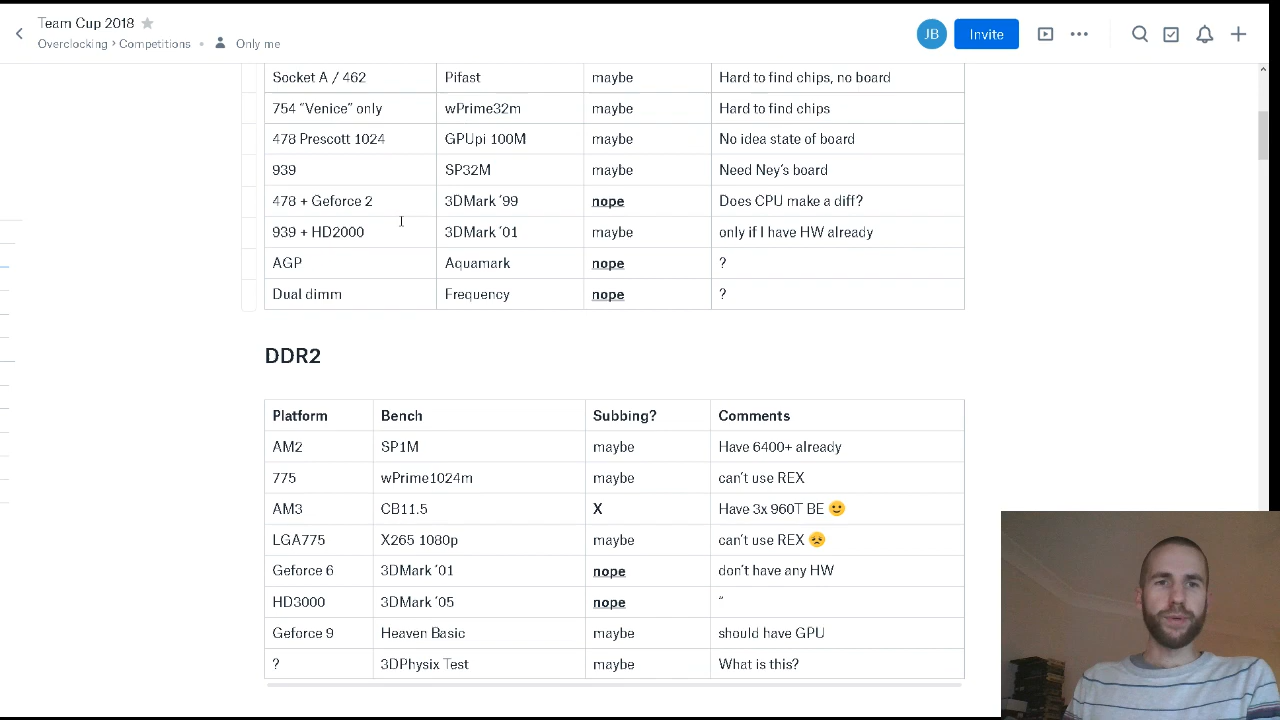 Team Cup 2018
Overclocking > Competitions • Only me
JB Invite
Socket A / 462 Pifast maybe Hard to find chips, no board
754 “Venice” only wPrime32m maybe Hard to find chips
478 Prescott 1024 GPUpi 100M maybe No idea state of board
939 SP32M maybe Need Ney’s board
478 + Geforce 2 3DMark ‘99 nope Does CPU make a diff?
939 + HD2000 3DMark ‘01 maybe only if I have HW already
AGP Aquamark nope ?
Dual dimm Frequency nope ?
DDR2
Platform Bench Subbing? Comments
AM2 SP1M maybe Have 6400+ already
775 wPrime1024m maybe can’t use REX
AM3 CB11.5 X Have 3x 960T BE 🙂
LGA775 X265 1080p maybe can’t use REX 😞
Geforce 6 3DMark ‘01 nope don’t have any HW
HD3000 3DMark ‘05 nope “
Geforce 9 Heaven Basic maybe should have GPU
? 3DPhysix Test maybe What is this?